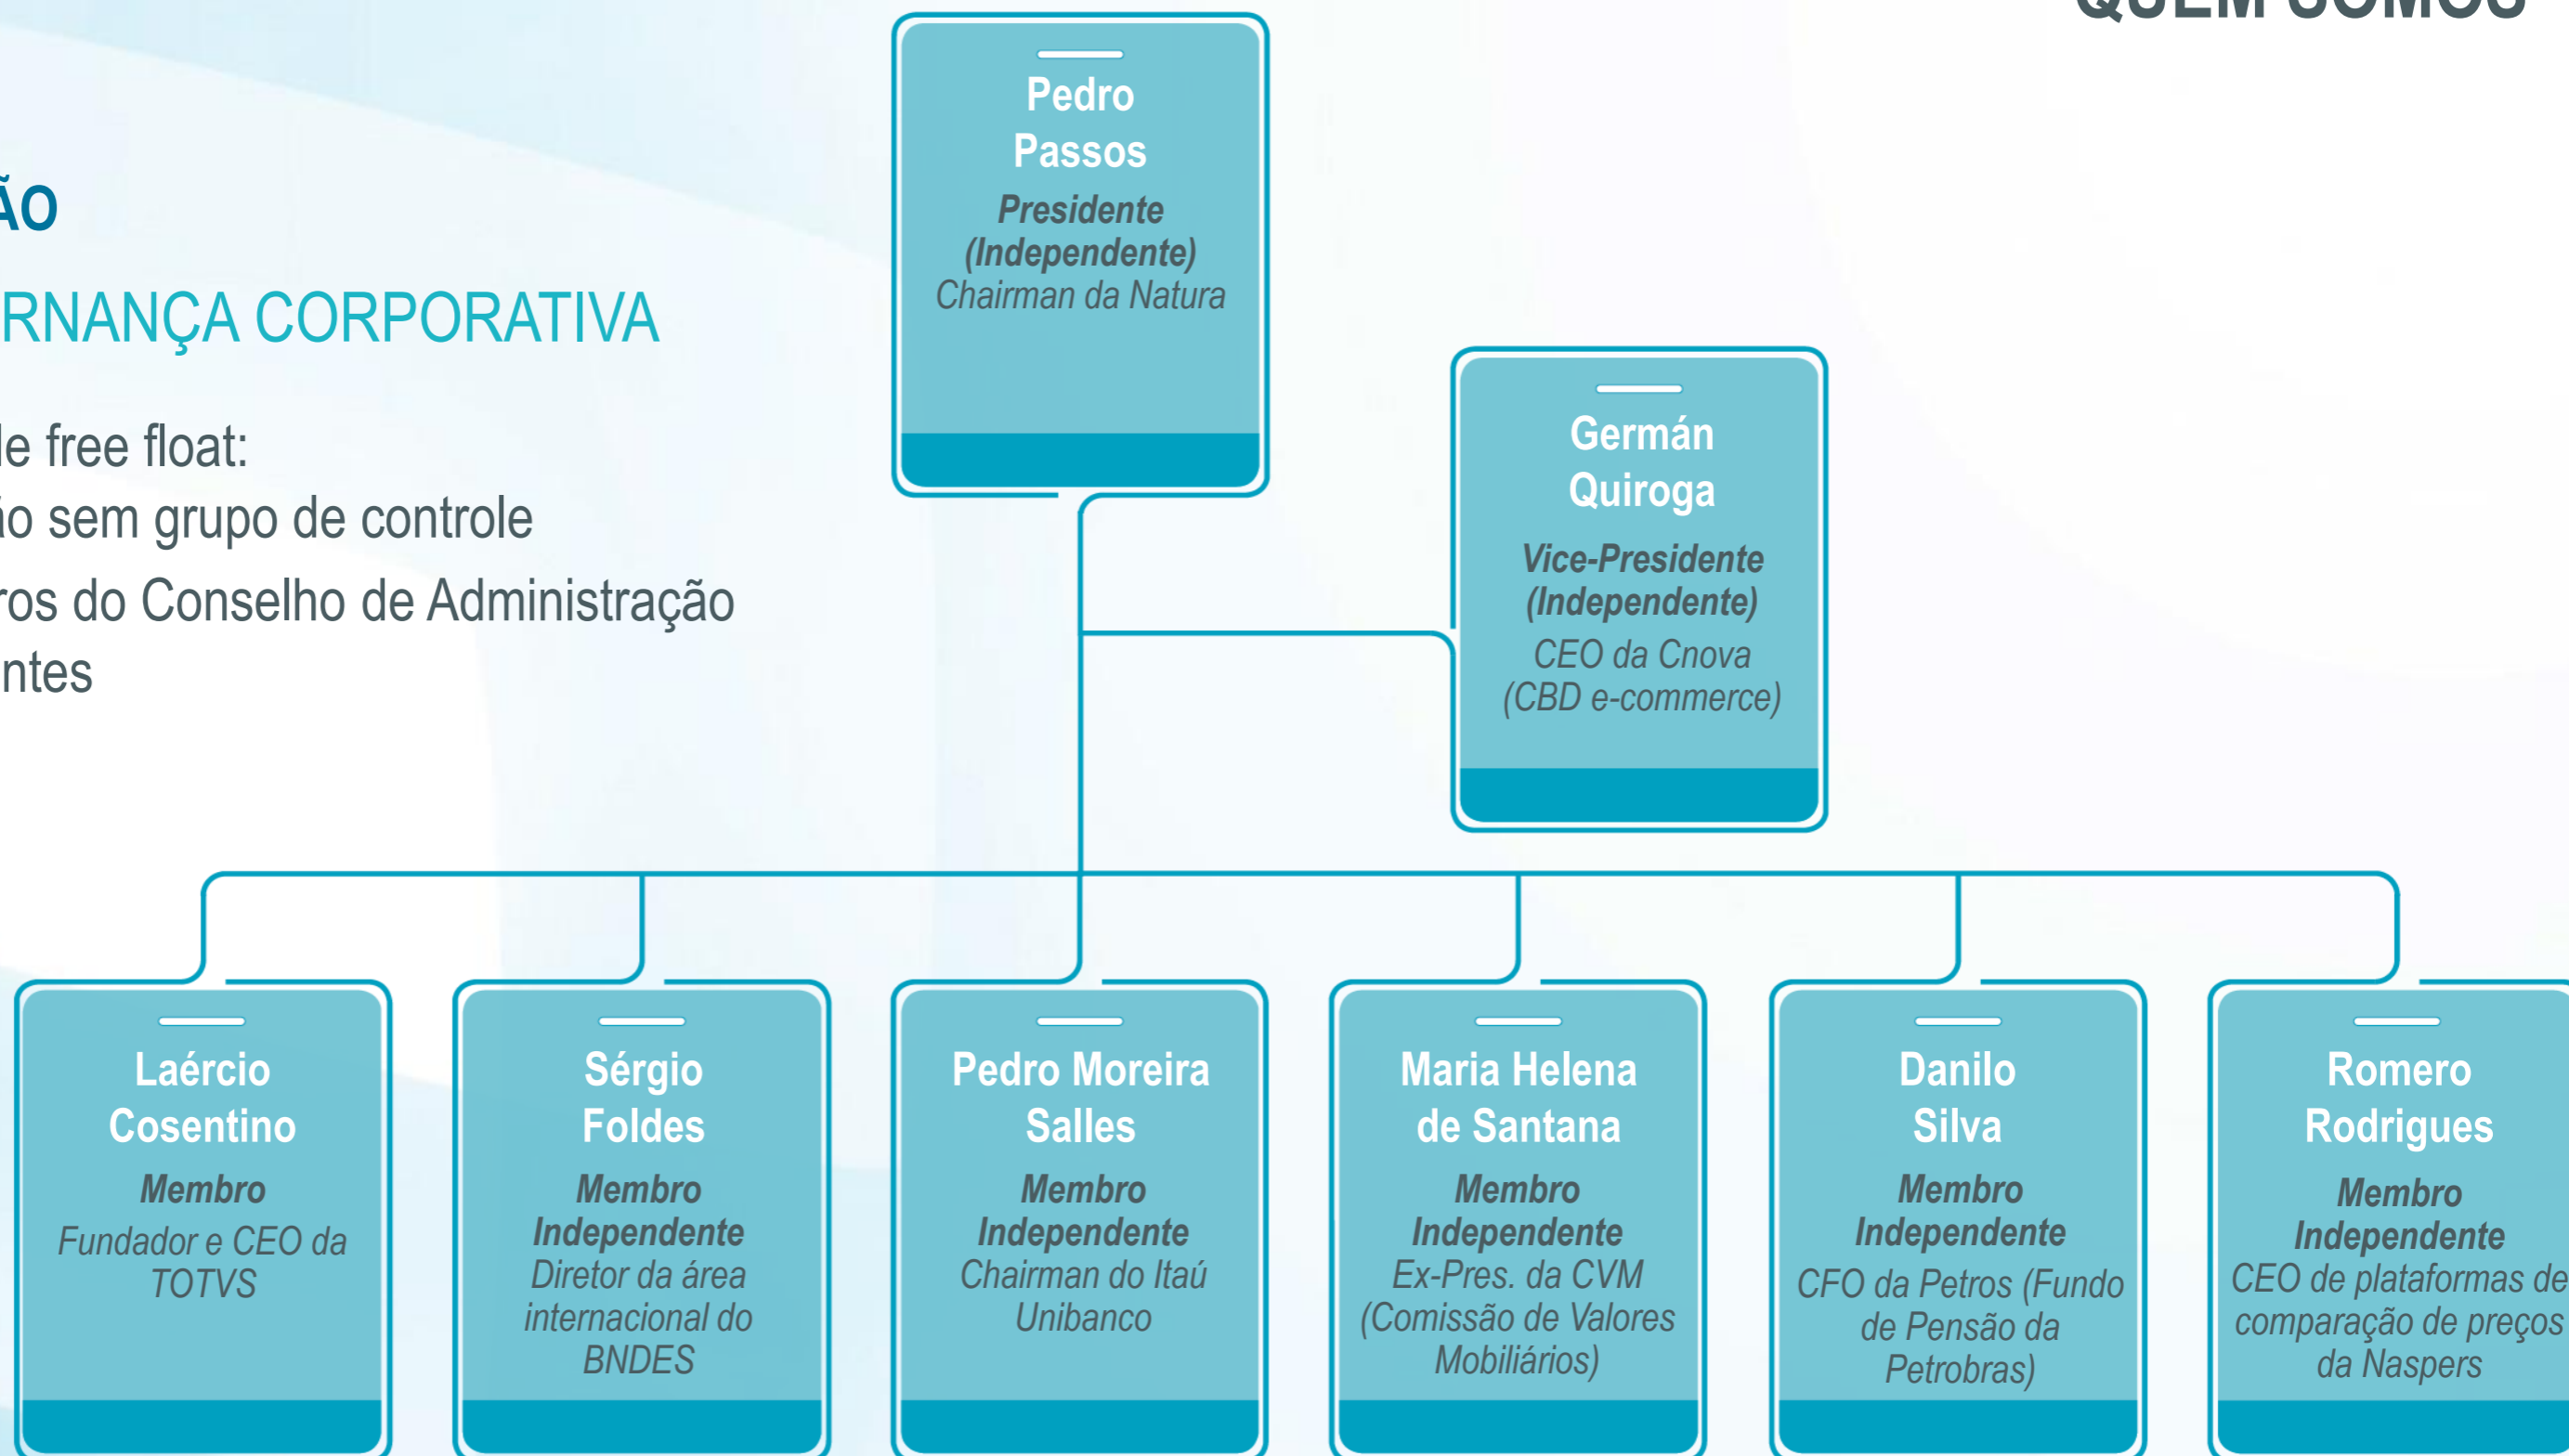 QUEM SOMOS
ÃO
RNANÇA CORPORATIVA
de free float:
ão sem grupo de controle
ros do Conselho de Administração
ntes
Pedro
Passos
Presidente
(Independente)
Chairman da Natura
Germán
Quiroga
Vice-Presidente
(Independente)
CEO da Cnova
(CBD e-commerce)
Laércio
Cosentino
Membro
Fundador e CEO da
TOTVS
Sérgio
Foldes
Membro
Independente
Diretor da área
internacional do
BNDES
Pedro Moreira
Salles
Membro
Independente
Chairman do Itaú
Unibanco
Maria Helena
de Santana
Membro
Independente
Ex-Pres. da CVM
(Comissão de Valores
Mobiliários)
Danilo
Silva
Membro
Independente
CFO da Petros (Fundo
de Pensão da
Petrobras)
Romero
Rodrigues
Membro
Independente
CEO de plataformas de
comparação de preços
da Naspers